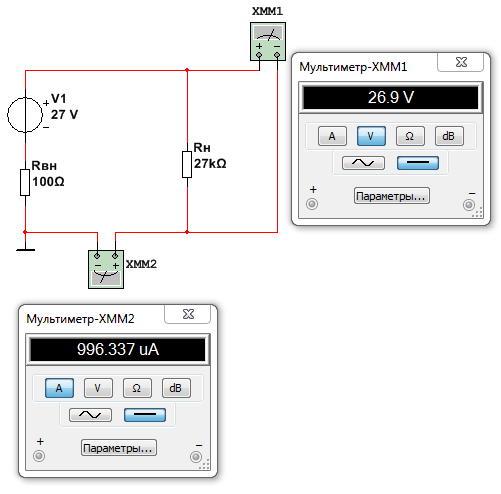 XMM1
V1
27 V
Rвн
100Ω
Rн
27kΩ
XMM2
Мультиметр-XMM1
26.9 V
A V Ω dB
Параметры...
+ −
Мультиметр-XMM2
996.337 uA
A V Ω dB
Параметры...
+ −